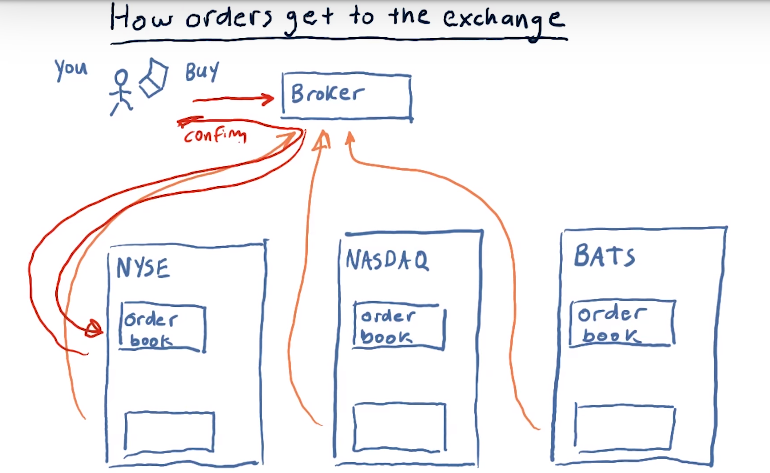 How orders get to the exchange
You
Buy
Broker
confirm
NYSE
NASDAQ
BATS
order
book
order
book
order
book